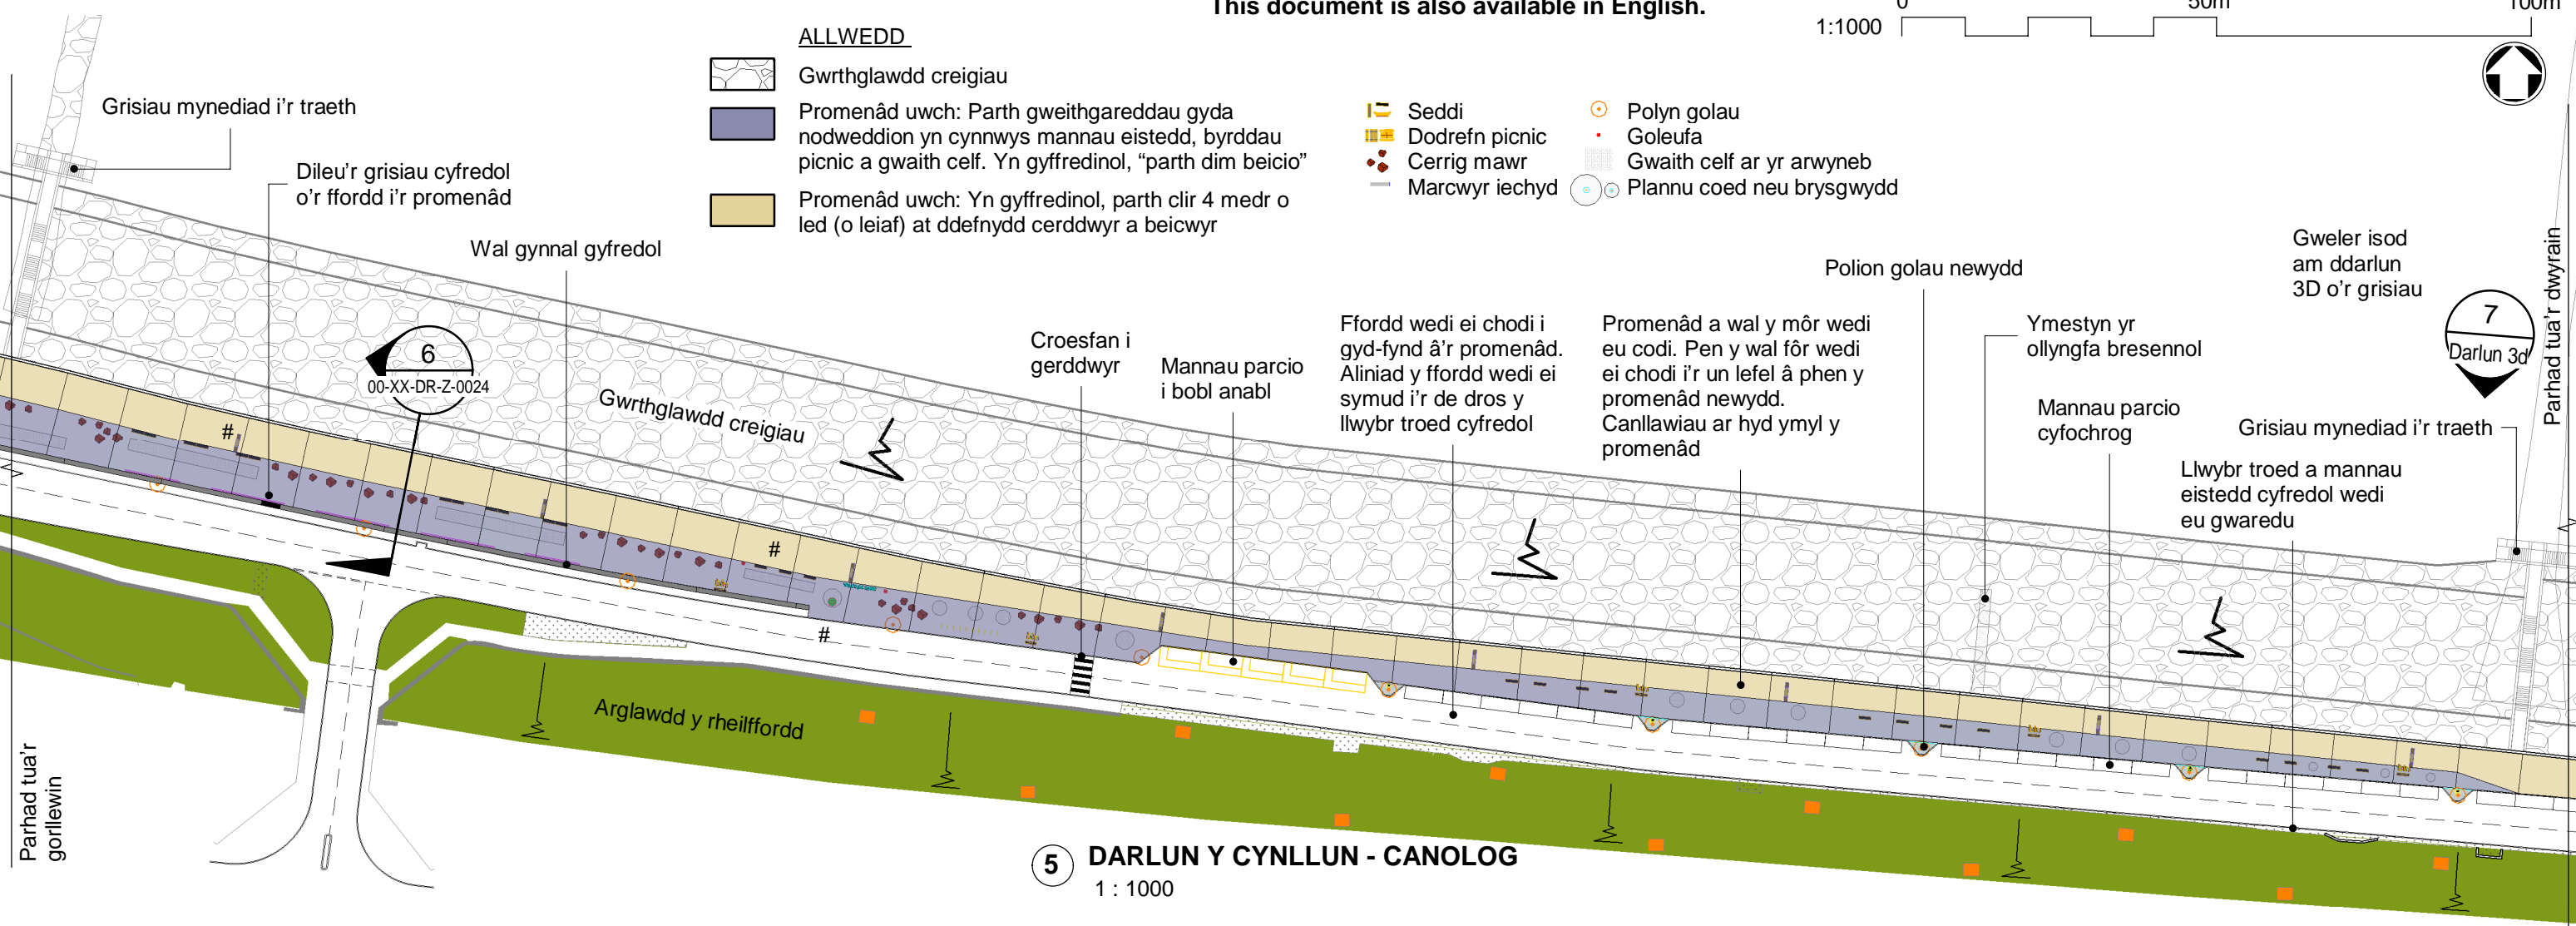 This document is also available in English.
0 50m 100m
1:1000
ALLWEDD
Gwrthglawdd creigiau
Promenâd uwch: Parth gweithgareddau gyda
nodweddion yn cynnwys mannau eistedd, byrddau
picnic a gwaith celf. Yn gyffredinol, “parth dim beicio”
Promenâd uwch: Yn gyffredinol, parth clir 4 medr o
led (o leiaf) at ddefnydd cerddwyr a beicwyr
Seddi
Dodrefn picnic
Cerrig mawr
Marcwyr iechyd
Polyn golau
Goleufa
Gwaith celf ar yr arwyneb
Plannu coed neu brysgwydd
Grisiau mynediad i’r traeth
Dileu’r grisiau cyfredol
o’r ffordd i’r promenâd
Wal gynnal gyfredol
6
00-XX-DR-Z-0024
Gwrthglawdd creigiau
Croesfan i
gerddwyr
Mannau parcio
i bobl anabl
Ffordd wedi ei chodi i
gyd-fynd â’r promenâd.
Aliniad y ffordd wedi ei
symud i’r de dros y
llwybr troed cyfredol
Promenâd a wal y môr wedi
eu codi. Pen y wal fôr wedi
ei chodi i’r un lefel â phen y
promenâd newydd.
Canllawiau ar hyd ymyl y
promenâd
Polion golau newydd
Ymestyn yr
ollyngfa bresennol
Mannau parcio
cyfochrog
Gweler isod
am ddarlun
3D o’r grisiau
7
Darlun 3d
Parhad tua’r dwyrain
Grisiau mynediad i’r traeth
Llwybr troed a mannau
eistedd cyfredol wedi
eu gwaredu
#
#
#
Arglawdd y rheilffordd
Parhad tua’r
gorllewin
5 DARLUN Y CYNLLUN - CANOLOG
1 : 1000